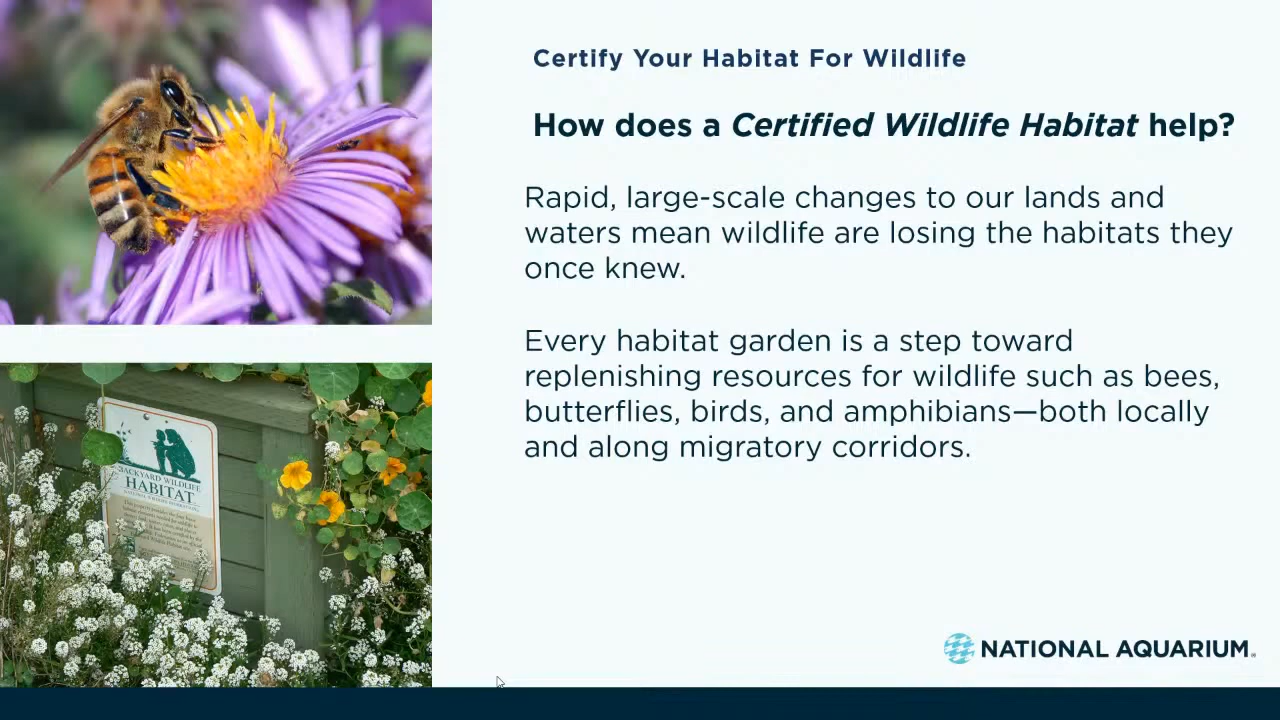 Certify Your Habitat For Wildlife
How does a Certified Wildlife Habitat help?
Rapid, large-scale changes to our lands and
waters mean wildlife are losing the habitats they
once knew.
Every habitat garden is a step toward
replenishing resources for wildlife such as bees,
butterflies, birds, and amphibians—both locally
and along migratory corridors.
BACKYARD WILDLIFE
HABITAT
NATIONAL AQUARIUM